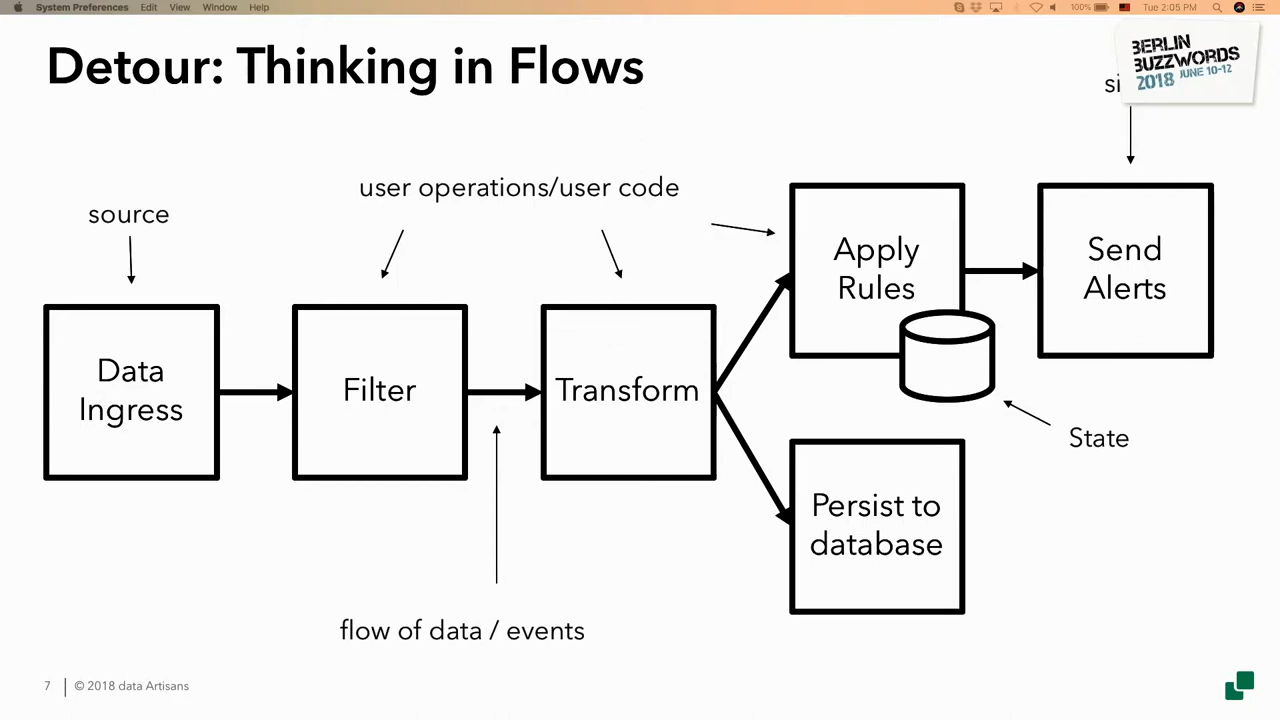 System Preferences Edit View Window Help
100% Tue 2:05 PM
Detour: Thinking in Flows
BERLIN
BUZZWORDS
2018 JUNE 10-12
user operations/user code
source
Apply
Rules
Send
Alerts
Data
Ingress
Filter
Transform
State
Persist to
database
flow of data / events
7 © 2018 data Artisans